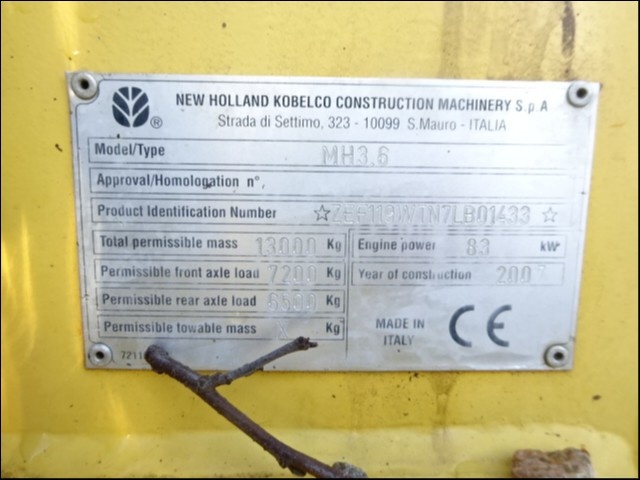 NEW HOLLAND KOBELCO CONSTRUCTION MACHINERY S.p.A
Strada di Settimo, 323 - 10099 S.Mauro - ITALIA
®
Model/Type MH3.6
Approval/Homologation n°.
Product Identification Number
Total permissible mass 13000 Kg Engine power 83 kW
Permissible front axle load 7200 Kg Year of construction 2007
Permissible rear axle load Kg
Permissible towable mass X Kg
MADE IN
ITALY
CE